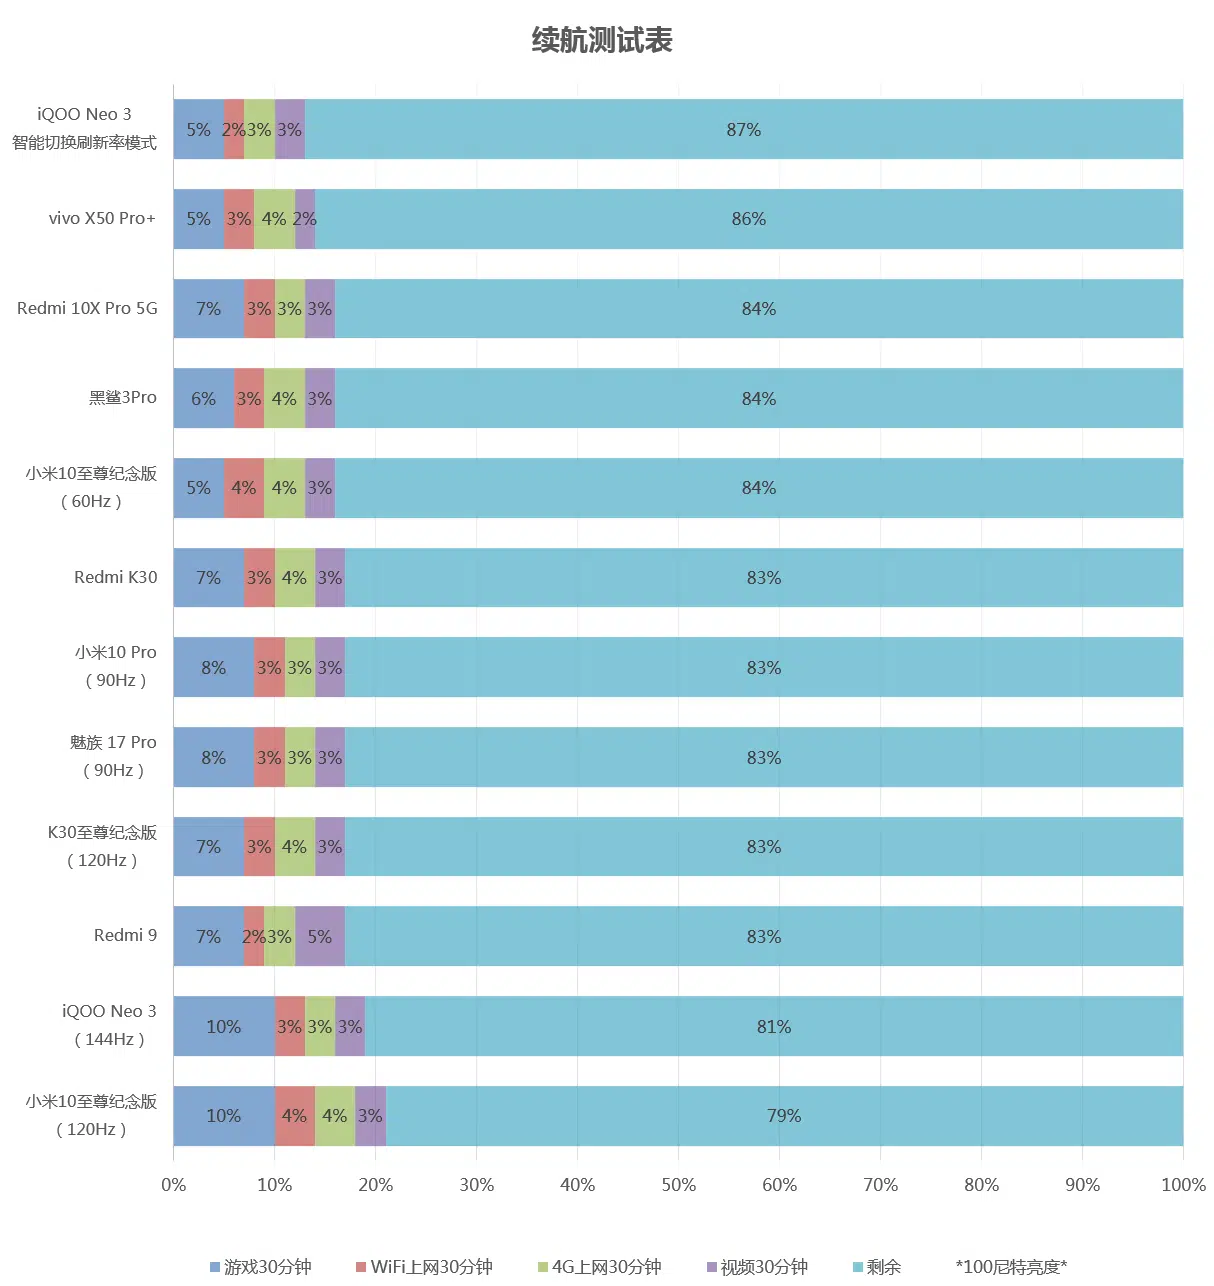 续航测试表
iQOO Neo 3
智能切换刷新率模式
5% 2% 3% 3% 87%
vivo X50 Pro+
5% 3% 4% 2% 86%
Redmi 10X Pro 5G
7% 3% 3% 3% 84%
黑鲨3Pro
6% 3% 4% 3% 84%
小米10至尊纪念版
（60Hz）
5% 4% 4% 3% 84%
Redmi K30
7% 3% 4% 3% 83%
小米10 Pro
（90Hz）
8% 3% 3% 3% 83%
魅族 17 Pro
（90Hz）
8% 3% 3% 3% 83%
K30至尊纪念版
（120Hz）
7% 3% 4% 3% 83%
Redmi 9
7% 2% 3% 5% 83%
iQOO Neo 3
（144Hz）
10% 3% 3% 3% 81%
小米10至尊纪念版
（120Hz）
10% 4% 4% 3% 79%
0% 10% 20% 30% 40% 50% 60% 70% 80% 90% 100%
游戏30分钟 WiFi上网30分钟 4G上网30分钟 视频30分钟 剩余 *100尼特亮度*